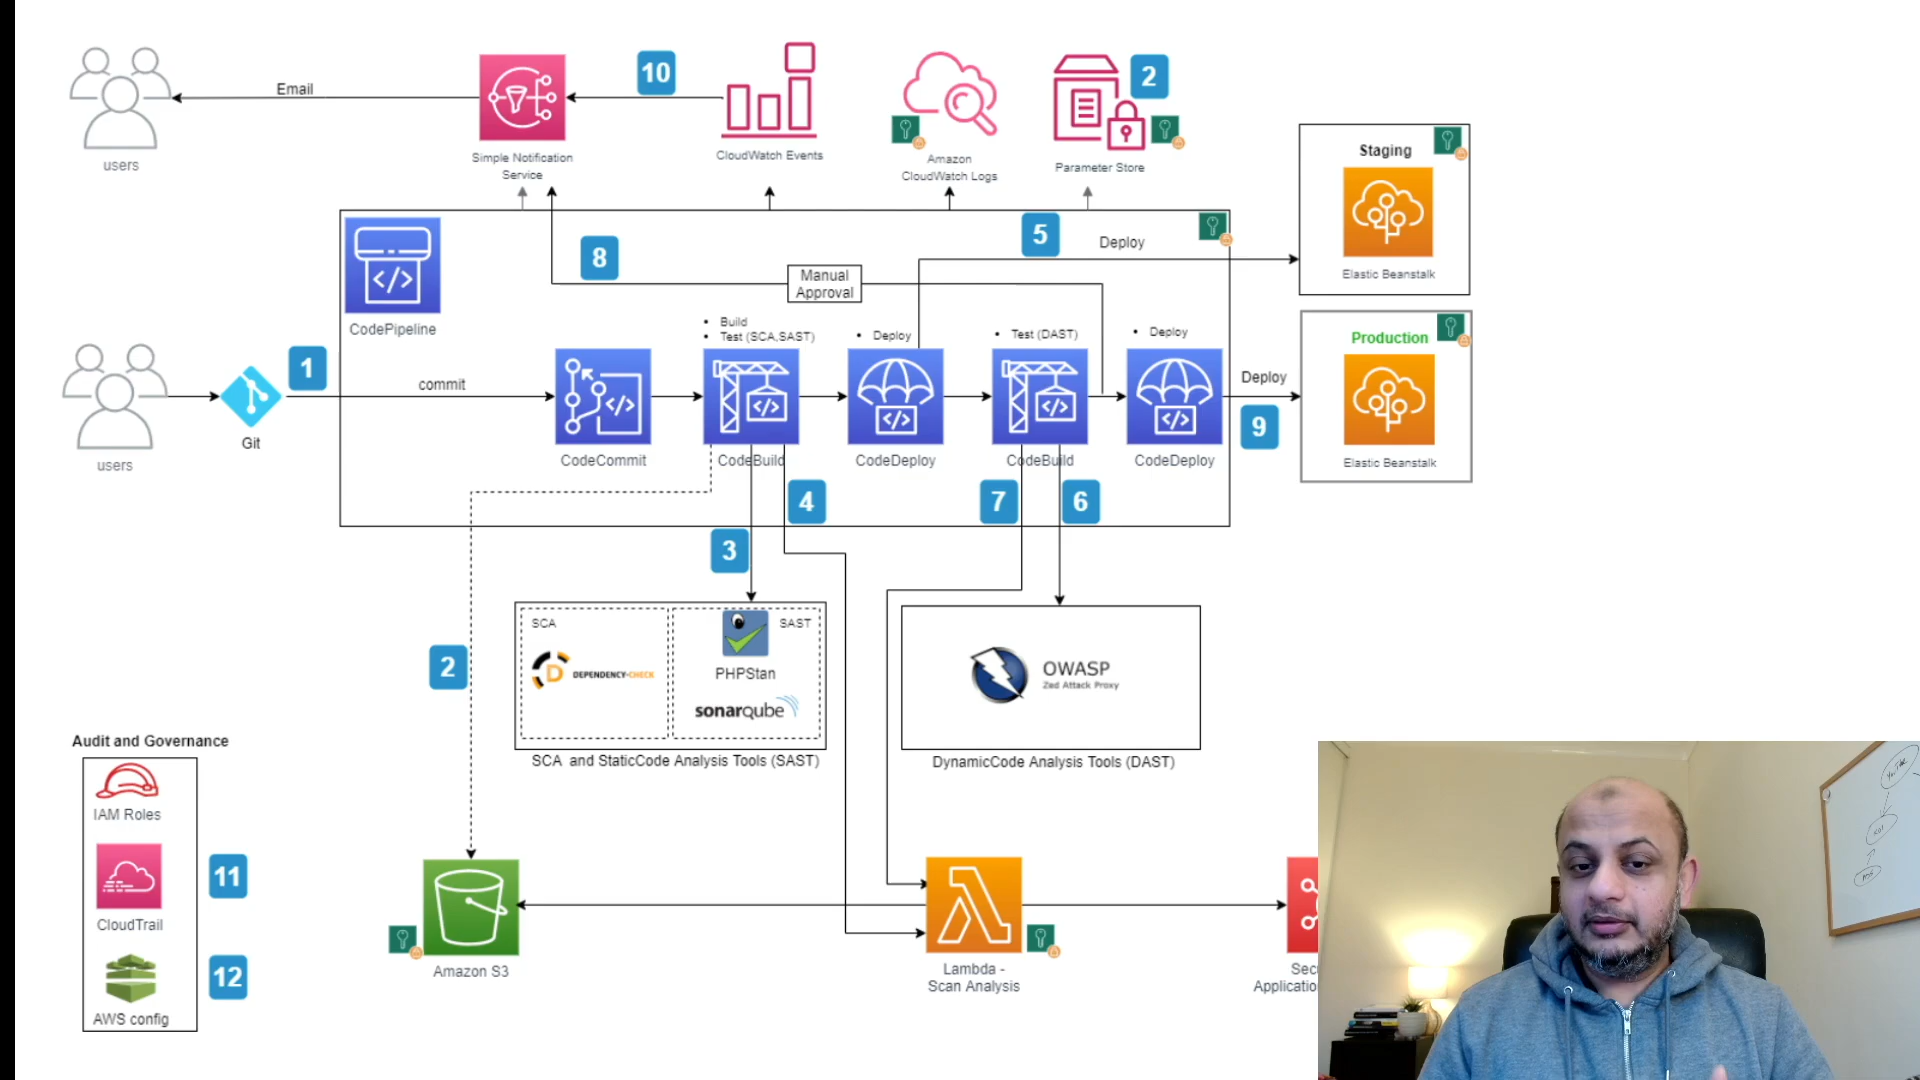 Email
10
2
users
Simple Notification
Service
CloudWatch Events
Amazon
CloudWatch Logs
Parameter Store
Staging
Elastic Beanstalk
CodePipeline
8
Manual
Approval
5
Deploy
Build
Test (SCA,SAST)
Deploy
Test (DAST)
Deploy
Production
Elastic Beanstalk
users
Git
1
commit
CodeCommit
CodeBuild
CodeDeploy
CodeBuild
CodeDeploy
Deploy
9
4
7
6
3
2
SCA
DEPENDENCY-CHECK
SAST
PHPStan
sonarqube
SCA and StaticCode Analysis Tools (SAST)
OWASP
Zed Attack Proxy
DynamicCode Analysis Tools (DAST)
Audit and Governance
IAM Roles
CloudTrail
11
AWS config
12
Amazon S3
Lambda -
Scan Analysis
Sec
Applicatio
YouTube